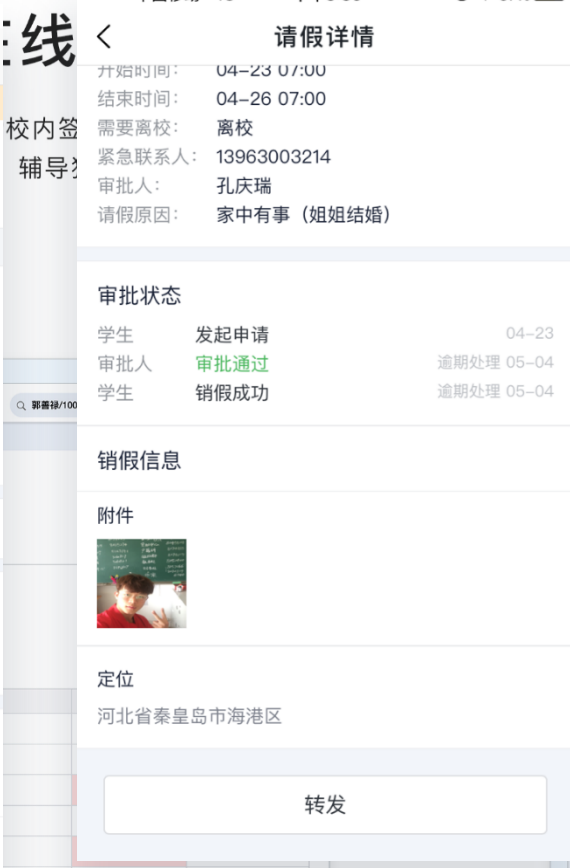 线
校内签
辅导
郭善禄/100
请假详情
开始时间： 04-23 07:00
结束时间： 04-26 07:00
需要离校： 离校
紧急联系人： 13963003214
审批人： 孔庆瑞
请假原因： 家中有事（姐姐结婚）
审批状态
学生 发起申请 04-23
审批人 审批通过 逾期处理 05-04
学生 销假成功 逾期处理 05-04
销假信息
附件
定位
河北省秦皇岛市海港区
转发